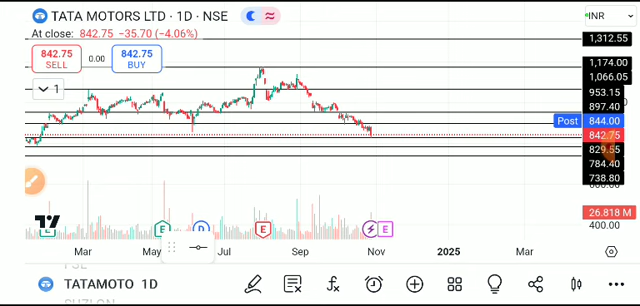 TATA MOTORS LTD · 1D · NSE
INR
At close: 842.75 −35.70 (−4.06%)
842.75
SELL
0.00
842.75
BUY
1
1,312.55
1,174.00
1,066.05
953.15
897.40
Post 844.00
842.75
829.55
784.40
738.80
26.818 M
400.00
E
E
D
E
E
Mar
May
Jul
Sep
Nov
2025
Mar
TATAMOTO 1D